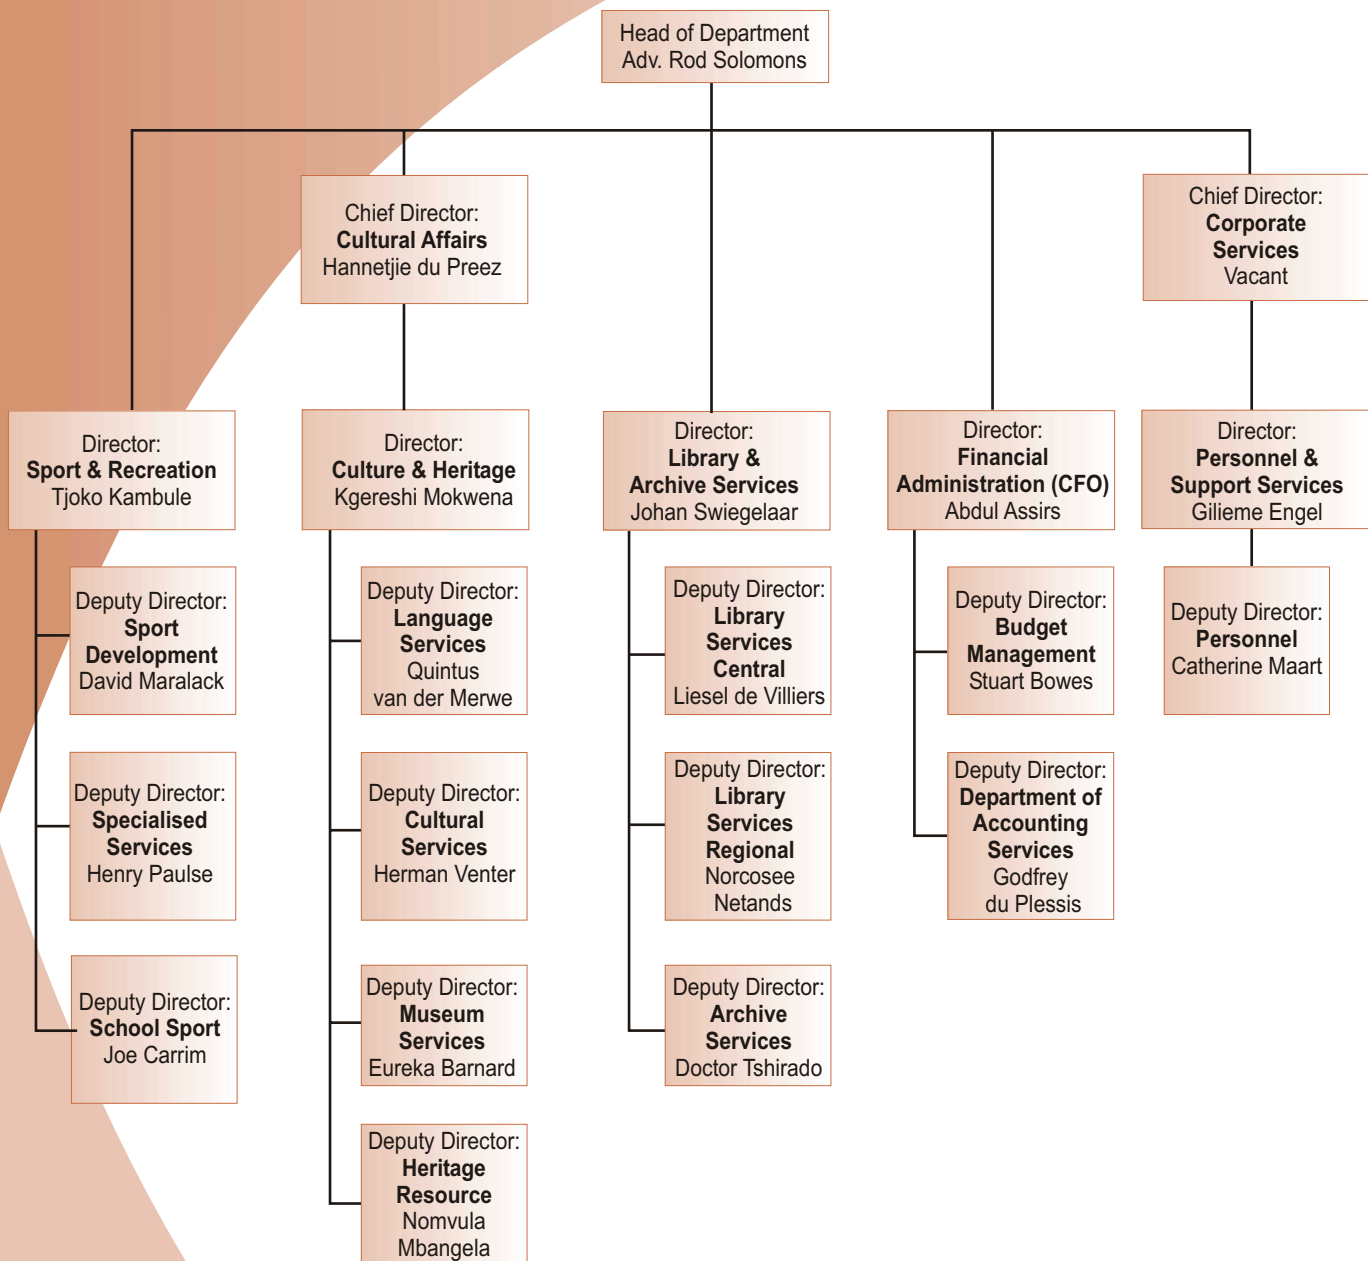 Head of Department
Adv. Rod Solomons
Chief Director:
Cultural Affairs
Hannetjie du Preez
Chief Director:
Corporate
Services
Vacant
Director:
Sport & Recreation
Tjoko Kambule
Director:
Culture & Heritage
Kgereshi Mokwena
Director:
Library &
Archive Services
Johan Swiegelaar
Director:
Financial
Administration (CFO)
Abdul Assirs
Director:
Personnel &
Support Services
Gilieme Engel
Deputy Director:
Sport
Development
David Maralack
Deputy Director:
Language
Services
Quintus
van der Merwe
Deputy Director:
Library
Services
Central
Liesel de Villiers
Deputy Director:
Budget
Management
Stuart Bowes
Deputy Director:
Personnel
Catherine Maart
Deputy Director:
Specialised
Services
Henry Paulse
Deputy Director:
Cultural
Services
Herman Venter
Deputy Director:
Library
Services
Regional
Norcosee
Netands
Deputy Director:
Department of
Accounting
Services
Godfrey
du Plessis
Deputy Director:
School Sport
Joe Carrim
Deputy Director:
Museum
Services
Eureka Barnard
Deputy Director:
Archive
Services
Doctor Tshirado
Deputy Director:
Heritage
Resource
Nomvula
Mbangela